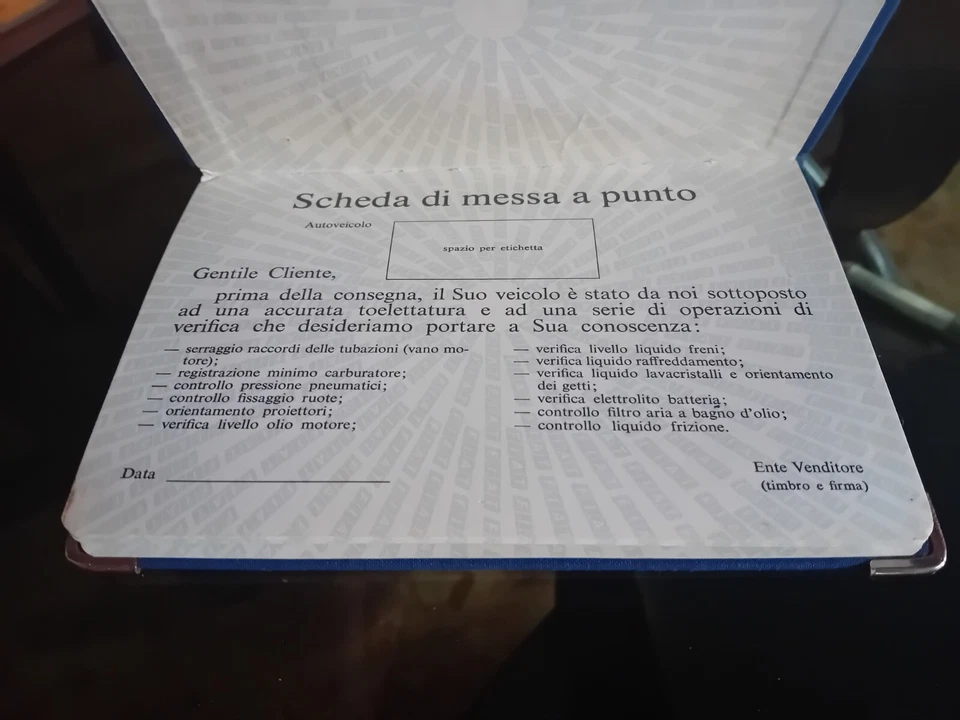 Scheda di messa a punto
Autoveicolo
spazio per etichetta
Gentile Cliente,
prima della consegna, il Suo veicolo è stato da noi sottoposto
ad una accurata toelettatura e ad una serie di operazioni di
verifica che desideriamo portare a Sua conoscenza:
— serraggio raccordi delle tubazioni (vano mo-
tore);
— registrazione minimo carburatore;
— controllo pressione pneumatici;
— controllo fissaggio ruote;
— orientamento proiettori;
— verifica livello olio motore;
— verifica livello liquido freni;
— verifica liquido raffreddamento;
— verifica liquido lavacristalli e orientamento
dei getti;
— verifica elettrolito batteria;
— controllo filtro aria a bagno d'olio;
— controllo liquido frizione.
Data
Ente Venditore
(timbro e firma)